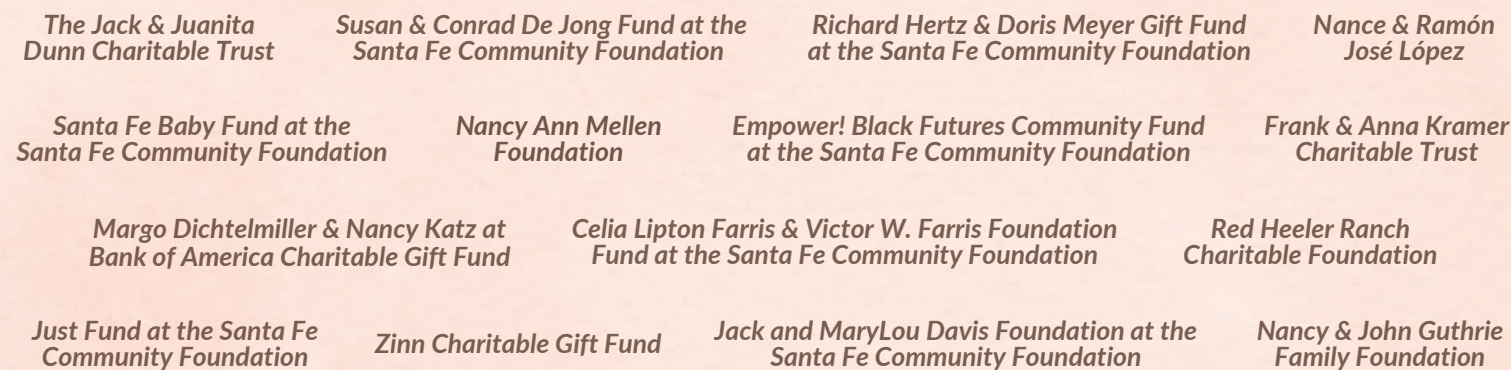 The Jack & Juanita
Dunn Charitable Trust
Susan & Conrad De Jong Fund at the
Santa Fe Community Foundation
Richard Hertz & Doris Meyer Gift Fund
at the Santa Fe Community Foundation
Nance & Ramón
José López
Santa Fe Baby Fund at the
Santa Fe Community Foundation
Nancy Ann Mellen
Foundation
Empower! Black Futures Community Fund
at the Santa Fe Community Foundation
Frank & Anna Kramer
Charitable Trust
Margo Dichtelmiller & Nancy Katz at
Bank of America Charitable Gift Fund
Celia Lipton Farris & Victor W. Farris Foundation
Fund at the Santa Fe Community Foundation
Red Heeler Ranch
Charitable Foundation
Just Fund at the Santa Fe
Community Foundation
Zinn Charitable Gift Fund
Jack and MaryLou Davis Foundation at the
Santa Fe Community Foundation
Nancy & John Guthrie
Family Foundation